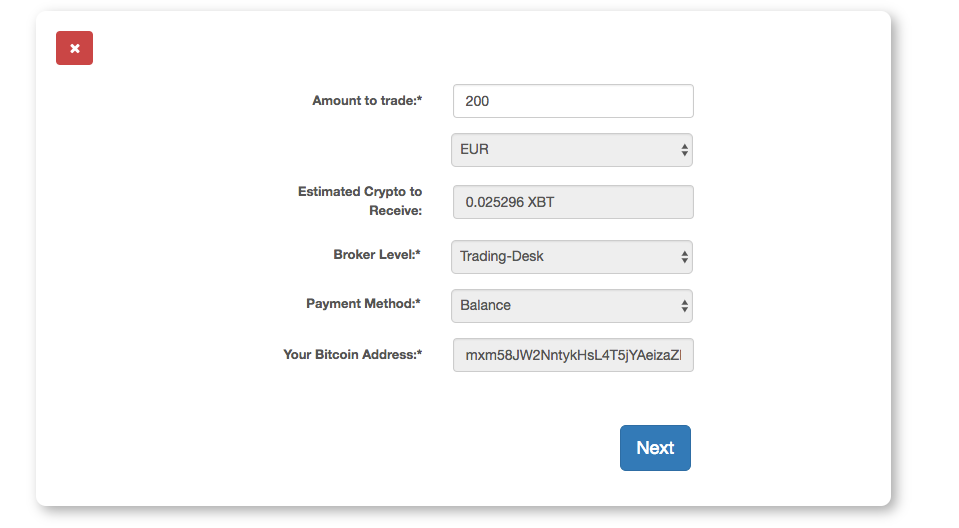 Amount to trade:*
200
EUR
Estimated Crypto to
Receive:
0.025296 XBT
Broker Level:*
Trading-Desk
Payment Method:*
Balance
Your Bitcoin Address:*
mxm58JW2NntykHsL4T5jYAeizaZ
Next